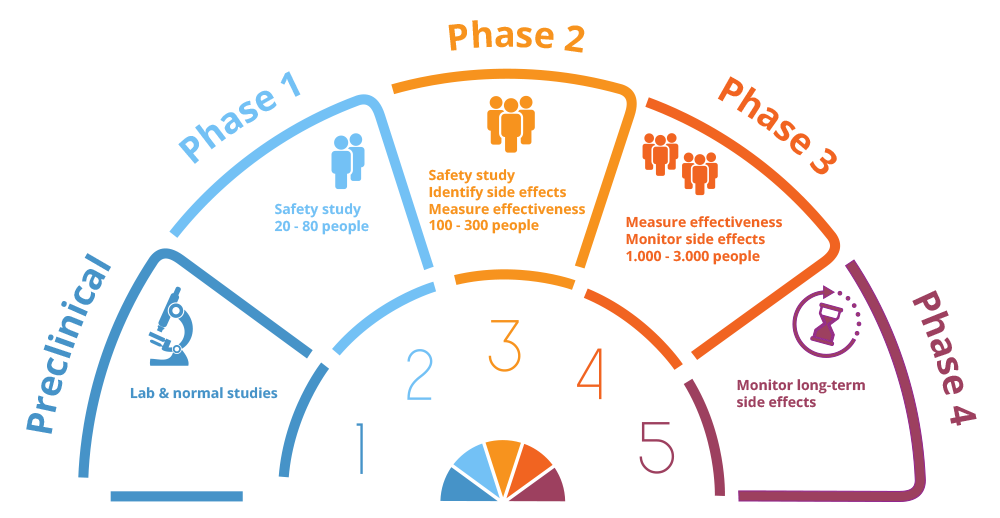 Preclinical
Lab & normal studies
1
Phase 1
Safety study
20 - 80 people
2
Phase 2
Safety study
Identify side effects
Measure effectiveness
100 - 300 people
3
Phase 3
Measure effectiveness
Monitor side effects
1.000 - 3.000 people
4
Phase 4
Monitor long-term
side effects
5